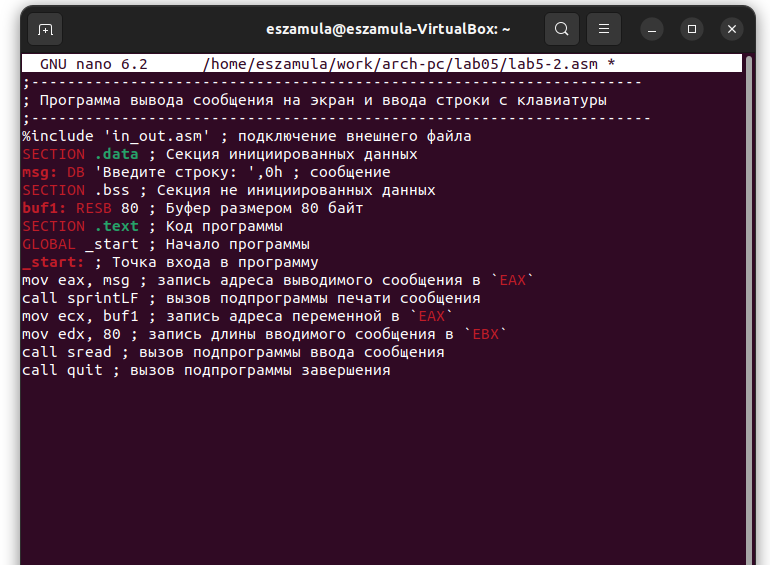 eszamula@eszamula-VirtualBox: ~
GNU nano 6.2 /home/eszamula/work/arch-pc/lab05/lab5-2.asm *
;--------------------------------------------------------------------
; Программа вывода сообщения на экран и ввода строки с клавиатуры
;---------------------------------------------------------------------
%include 'in_out.asm' ; подключение внешнего файла
SECTION .data ; Секция инициированных данных
msg: DB 'Введите строку: ',0h ; сообщение
SECTION .bss ; Секция не инициированных данных
buf1: RESB 80 ; Буфер размером 80 байт
SECTION .text ; Код программы
GLOBAL _start ; Начало программы
_start: ; Точка входа в программу
mov eax, msg ; запись адреса выводимого сообщения в `EAX`
call sprintLF ; вызов подпрограммы печати сообщения
mov ecx, buf1 ; запись адреса переменной в `EAX`
mov edx, 80 ; запись длины вводимого сообщения в `EBX`
call sread ; вызов подпрограммы ввода сообщения
call quit ; вызов подпрограммы завершения